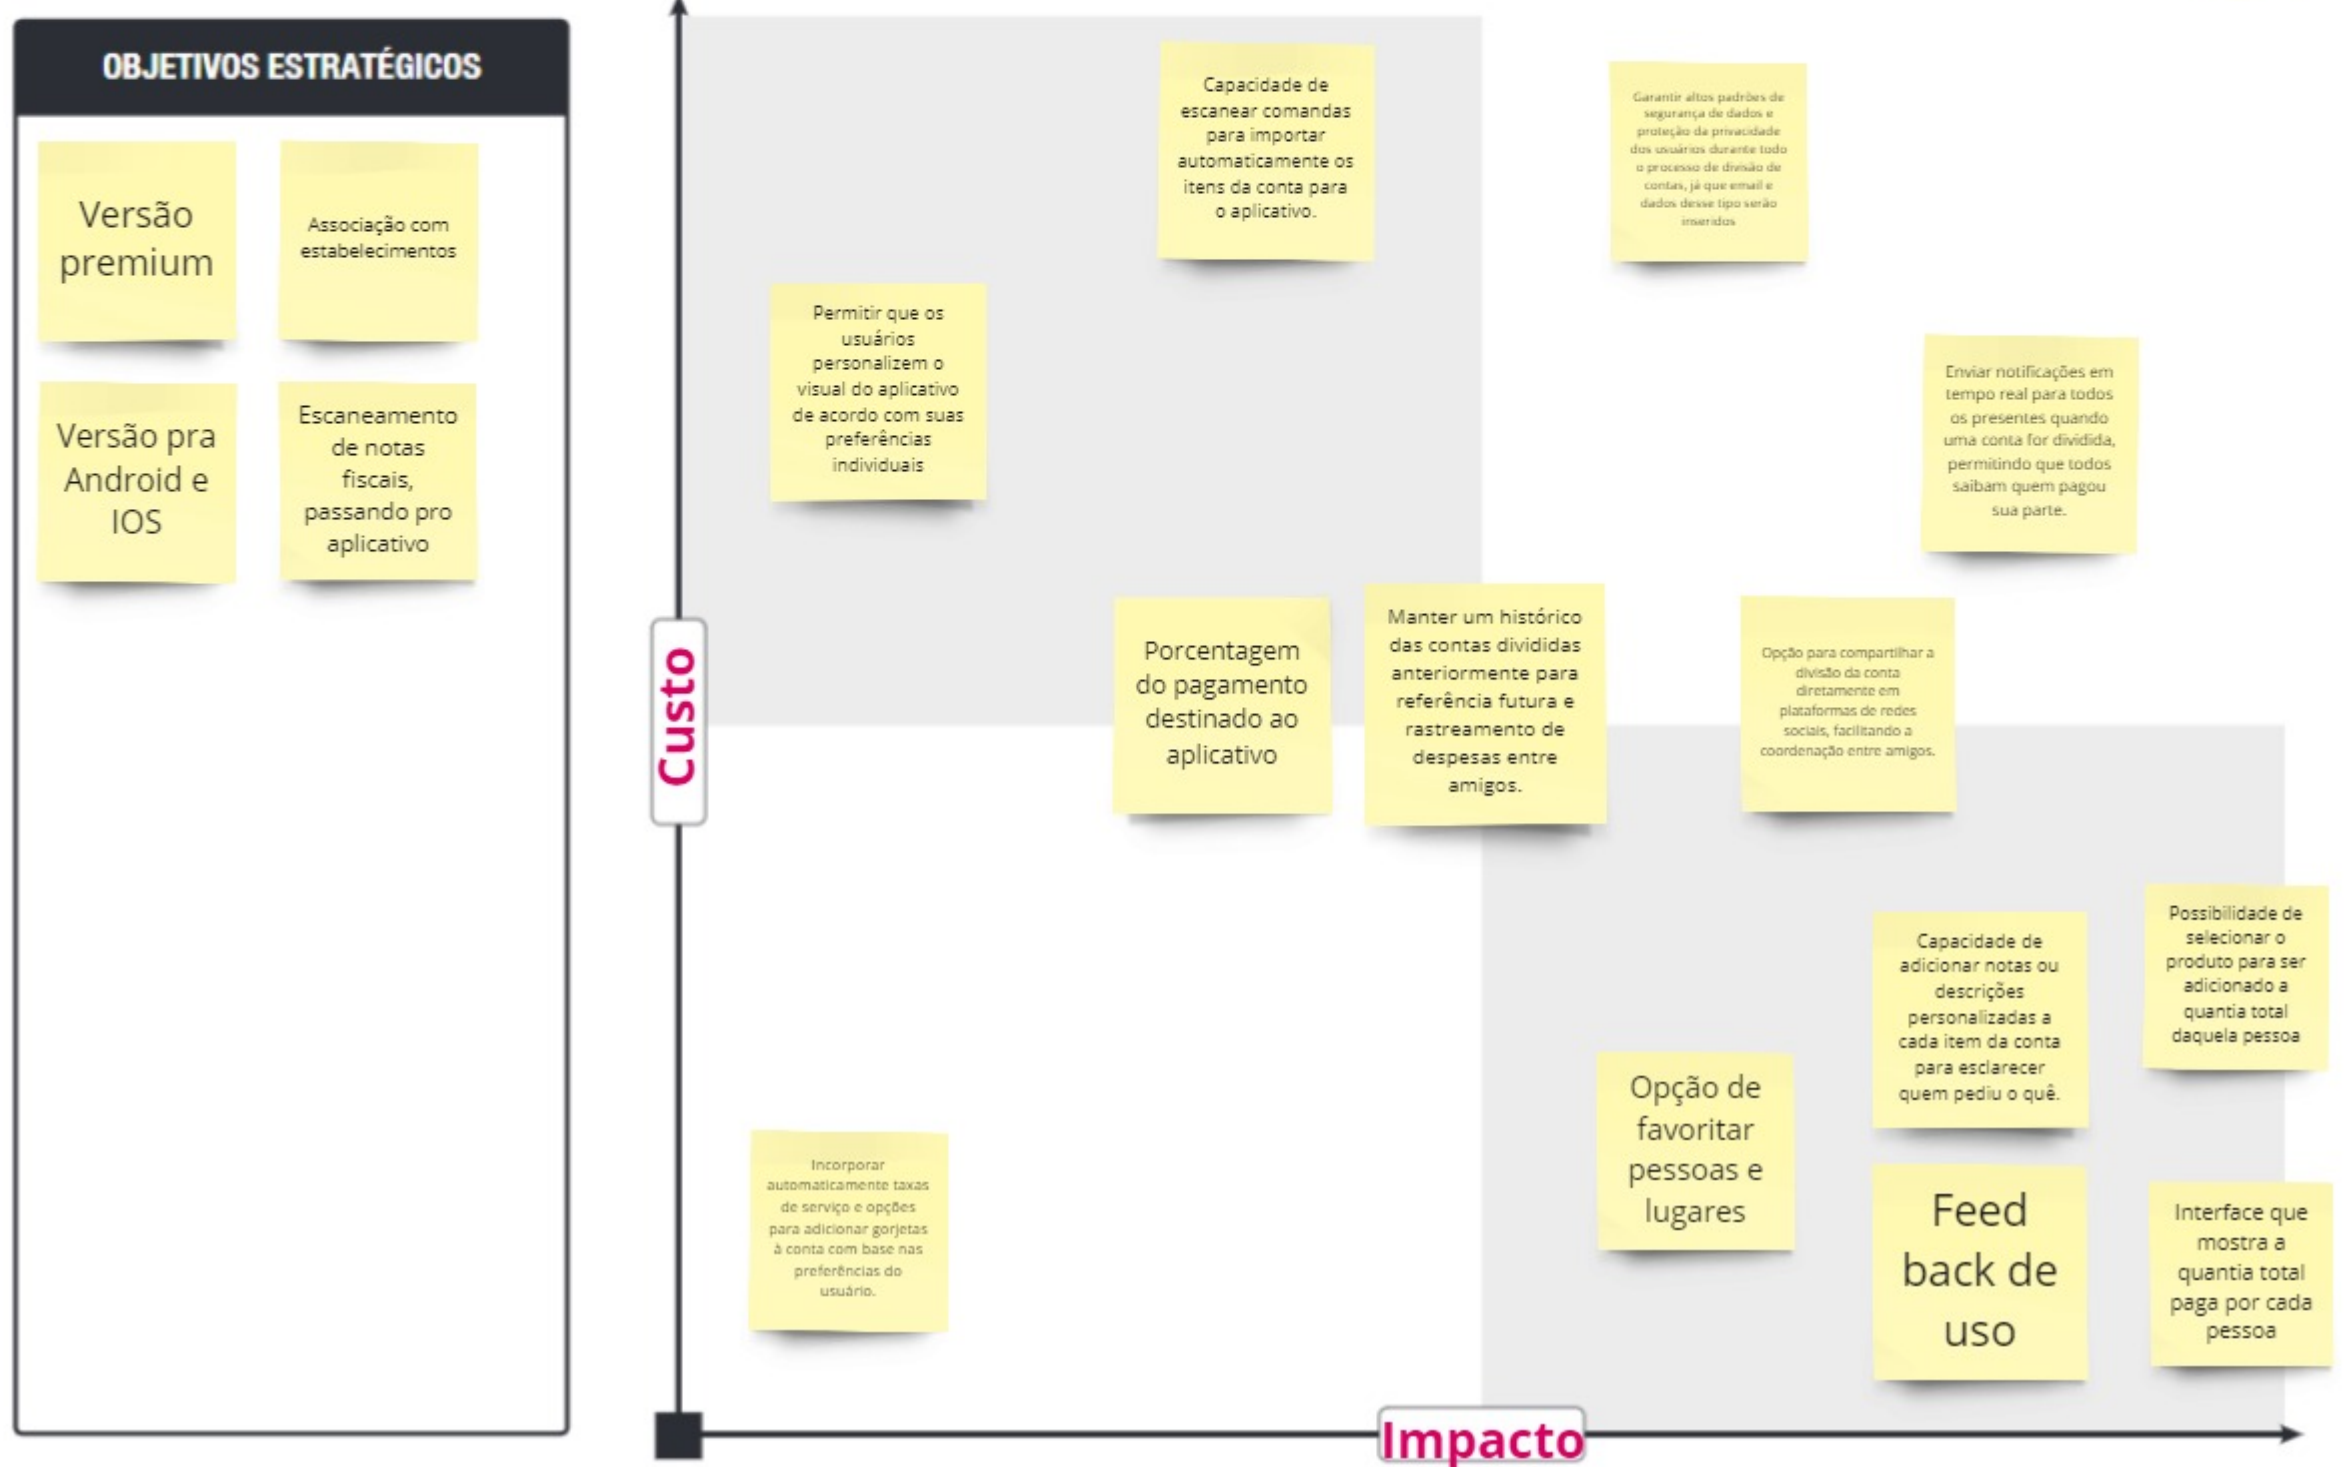 OBJETIVOS ESTRATÉGICOS
Versão
premium
Associação com
estabelecimentos
Versão pra
Android e
IOS
Escaneamento
de notas
fiscais,
passando pro
aplicativo
Custo
Capacidade de
escanear comandas
para importar
automaticamente os
itens da conta para
o aplicativo.
Garantir altos padrões de
segurança de dados e
proteção da privacidade
dos usuários durante todo
o processo de divisão de
contas, já que email e
dados desse tipo serão
inseridos
Permitir que os
usuários
personalizem o
visual do aplicativo
de acordo com suas
preferências
individuais
Enviar notificações em
tempo real para todos
os presentes quando
uma conta for dividida,
permitindo que todos
saibam quem pagou
sua parte.
Porcentagem
do pagamento
destinado ao
aplicativo
Manter um histórico
das contas divididas
anteriormente para
referência futura e
rastreamento de
despesas entre
amigos.
Opção para compartilhar a
divisão da conta
diretamente em
plataformas de redes
sociais, facilitando a
coordenação entre amigos.
Capacidade de
adicionar notas ou
descrições
personalizadas a
cada item da conta
para esclarecer
quem pediu o quê.
Possibilidade de
selecionar o
produto para ser
adicionado a
quantia total
daquela pessoa
Opção de
favoritar
pessoas e
lugares
Incorporar
automaticamente taxas
de serviço e opções
para adicionar gorjetas
à conta com base nas
preferências do
usuário.
Feed
back de
uso
Interface que
mostra a
quantia total
paga por cada
pessoa
Impacto